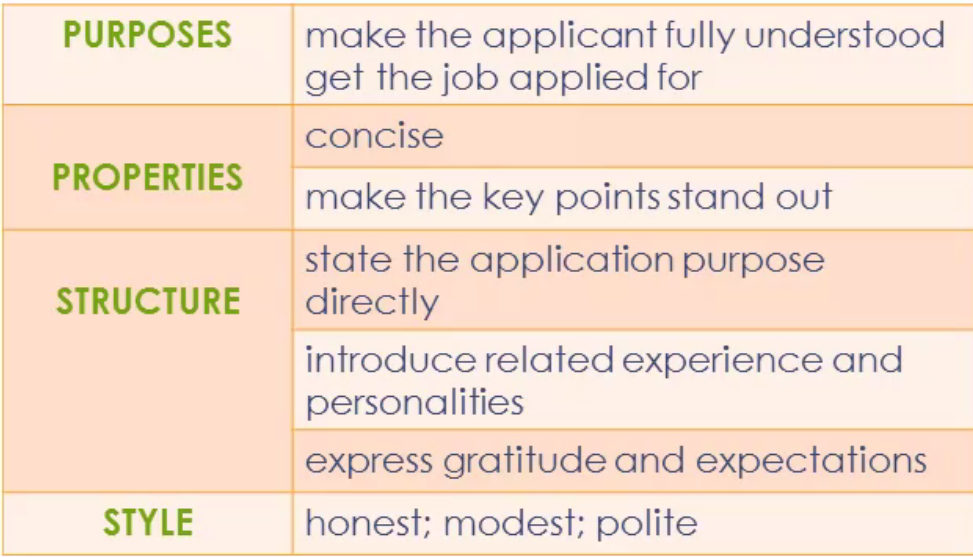 PURPOSES
make the applicant fully understood
get the job applied for
PROPERTIES
concise
make the key points stand out
STRUCTURE
state the application purpose
directly
introduce related experience and
personalities
express gratitude and expectations
STYLE
honest; modest; polite